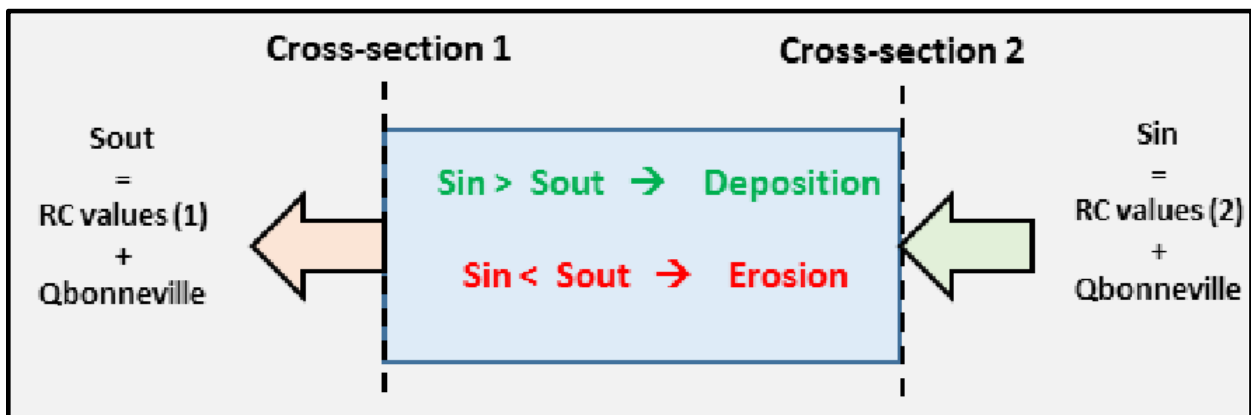 Cross-section 1
Cross-section 2
Sout
=
RC values (1)
+
Qbonneville
Sin > Sout → Deposition
Sin < Sout → Erosion
Sin
=
RC values (2)
+
Qbonneville